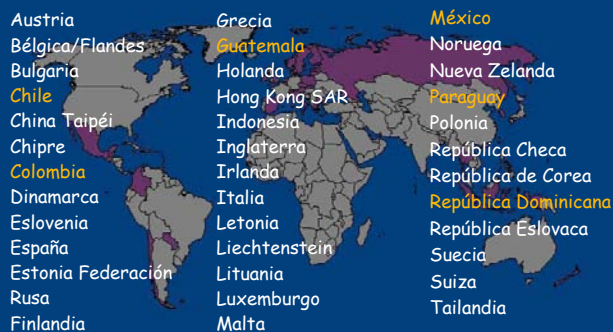 Austria
Bélgica/Flandes
Bulgaria
Chile
China Taipéi
Chipre
Colombia
Dinamarca
Eslovenia
España
Estonia Federación
Rusa
Finlandia
Grecia
Guatemala
Holanda
Hong Kong SAR
Indonesia
Inglaterra
Irlanda
Italia
Letonia
Liechtenstein
Lituania
Luxemburgo
Malta
México
Noruega
Nueva Zelanda
Paraguay
Polonia
República Checa
República de Corea
República Dominicana
República Eslovaca
Suecia
Suiza
Tailandia